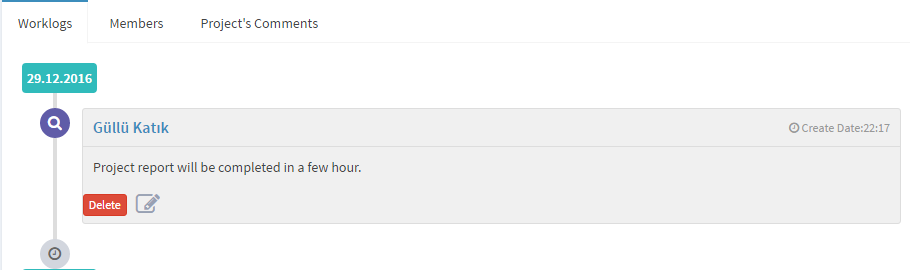 Worklogs Members Project's Comments
29.12.2016
Güllü Katık Create Date:22:17
Project report will be completed in a few hour.
Delete